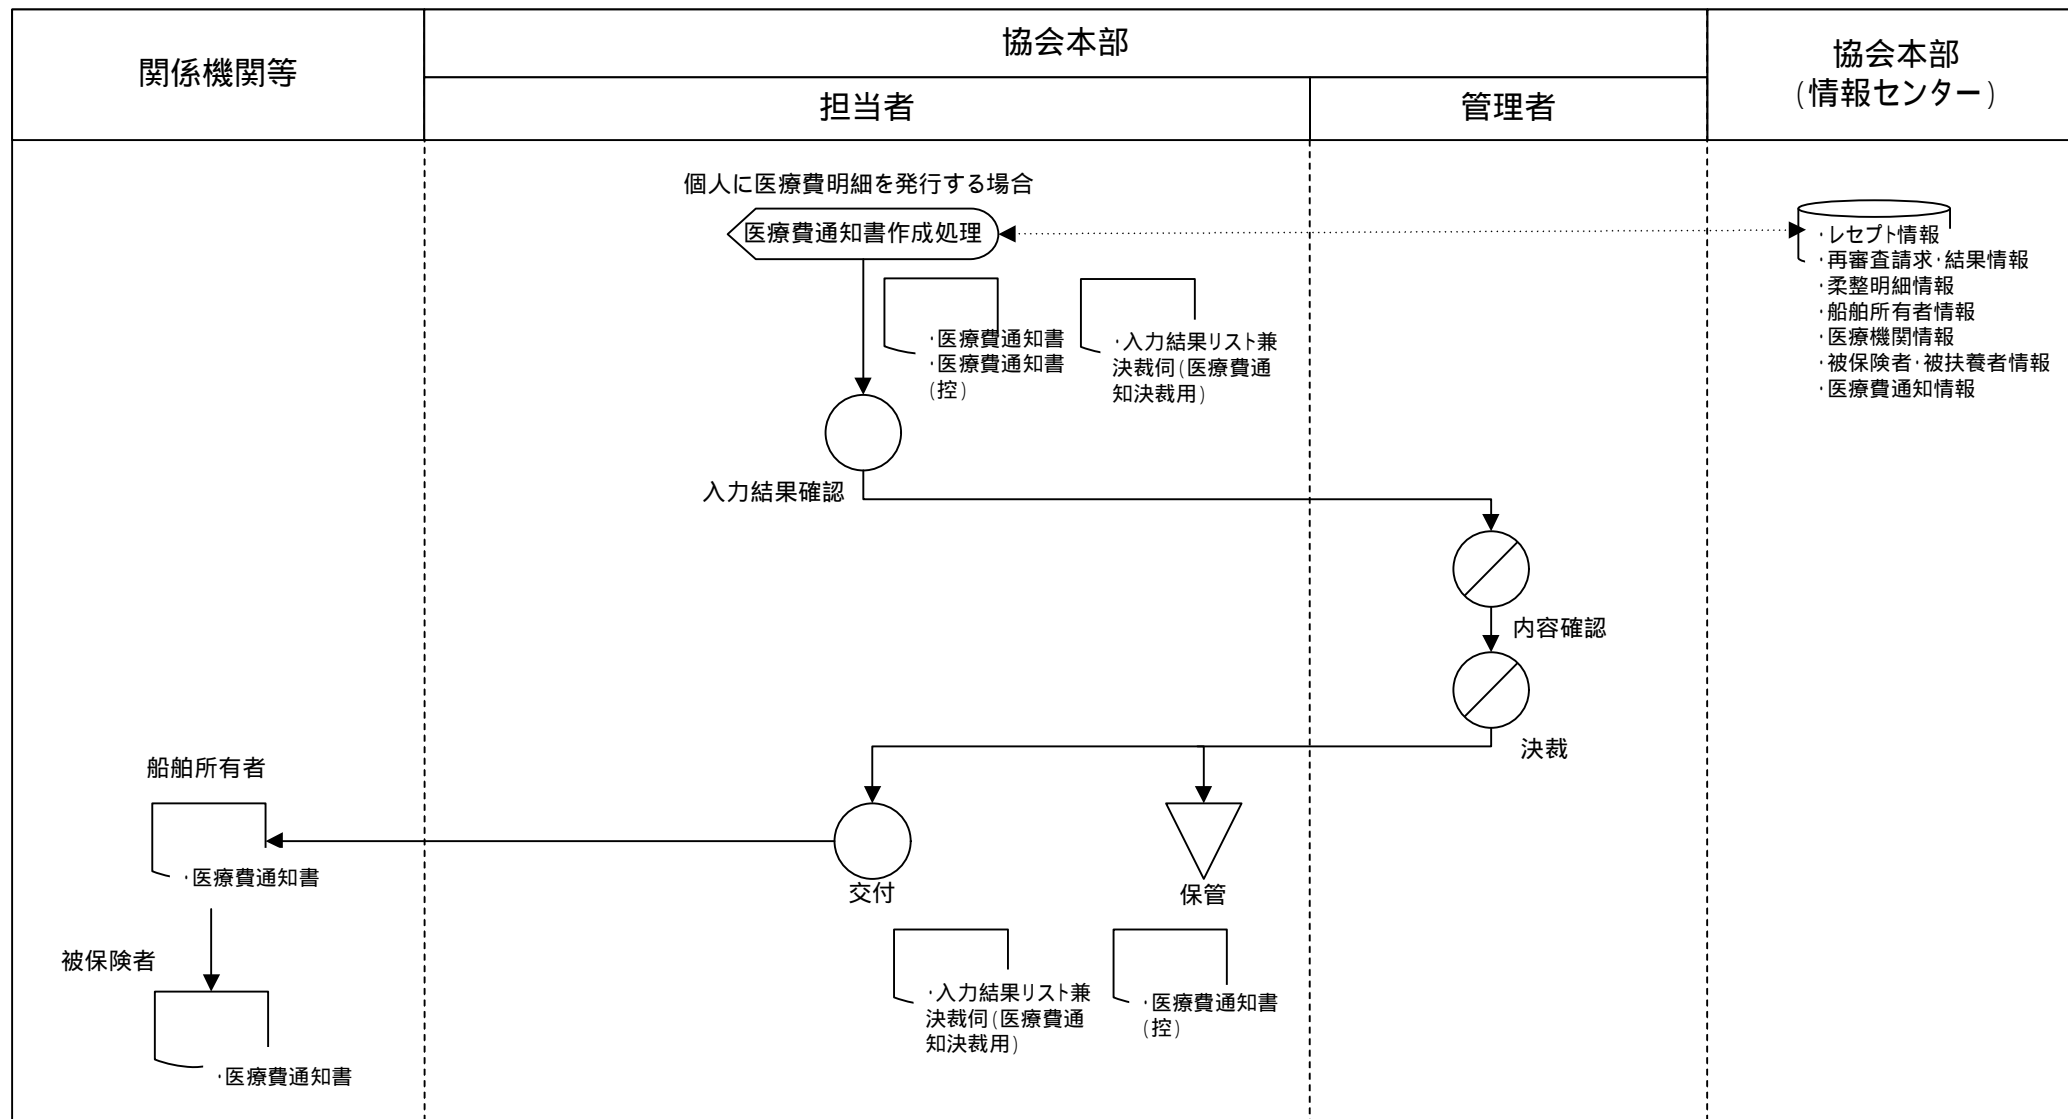 関係機関等
協会本部
担当者
管理者
協会本部
(情報センター)
個人に医療費明細を発行する場合
医療費通知書作成処理
・レセプト情報
・再審査請求・結果情報
・柔整明細情報
・船舶所有者情報
・医療機関情報
・被保険者・被扶養者情報
・医療費通知情報
・医療費通知書
・医療費通知書
(控)
・入力結果リスト兼
決裁伺(医療費通
知決裁用)
入力結果確認
内容確認
決裁
船舶所有者
・医療費通知書
交付
保管
被保険者
・医療費通知書
・入力結果リスト兼
決裁伺(医療費通
知決裁用)
・医療費通知書
(控)